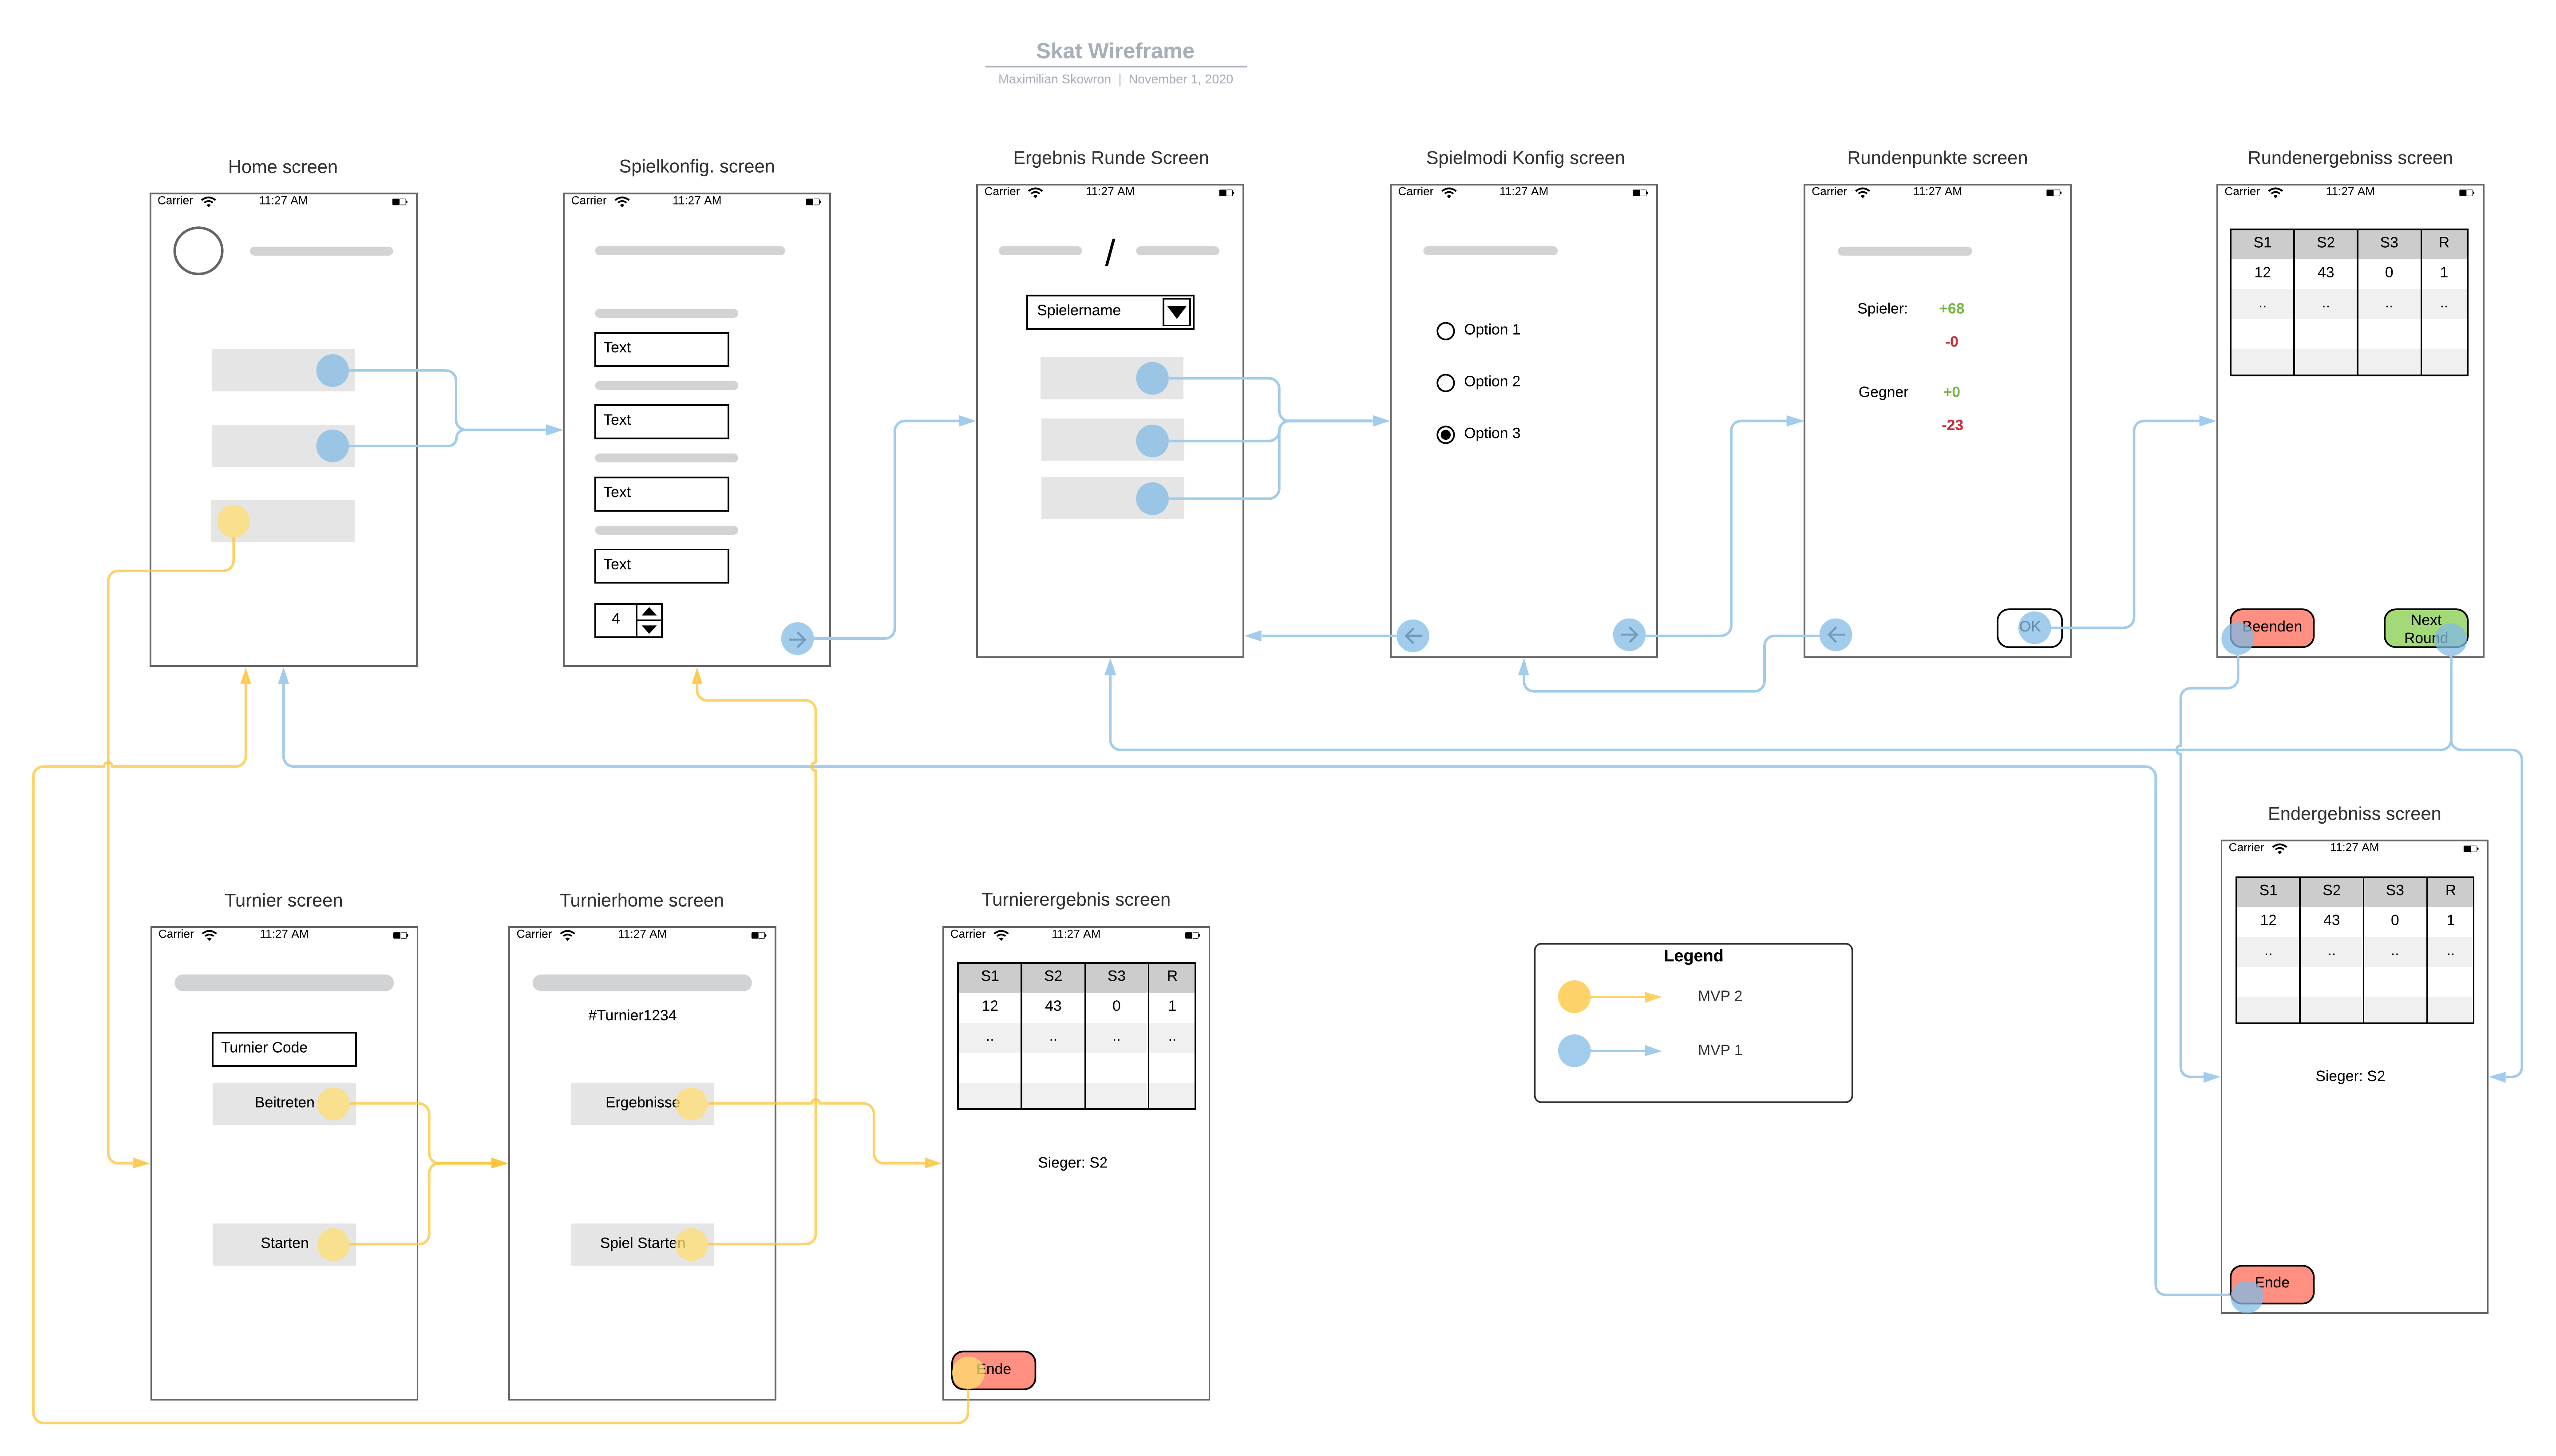 Skat Wireframe
Maximilian Skowron | November 1, 2020
Home screen
Carrier 11:27 AM
Spielkonfig. screen
Carrier 11:27 AM
Text
Text
Text
Text
4
Ergebnis Runde Screen
Carrier 11:27 AM
/
Spielername
Spielmodi Konfig screen
Carrier 11:27 AM
Option 1
Option 2
Option 3
Rundenpunkte screen
Carrier 11:27 AM
Spieler: +68
-0
Gegner +0
-23
OK
Rundenergebniss screen
Carrier 11:27 AM
S1 S2 S3 R
12 43 0 1
.. .. .. ..
Beenden
Next
Round
Turnier screen
Carrier 11:27 AM
Turnier Code
Beitreten
Starten
Turnierhome screen
Carrier 11:27 AM
#Turnier1234
Ergebnisse
Spiel Starten
Turnierergebnis screen
Carrier 11:27 AM
S1 S2 S3 R
12 43 0 1
.. .. .. ..
Sieger: S2
Ende
Legend
MVP 2
MVP 1
Endergebniss screen
Carrier 11:27 AM
S1 S2 S3 R
12 43 0 1
.. .. .. ..
Sieger: S2
Ende